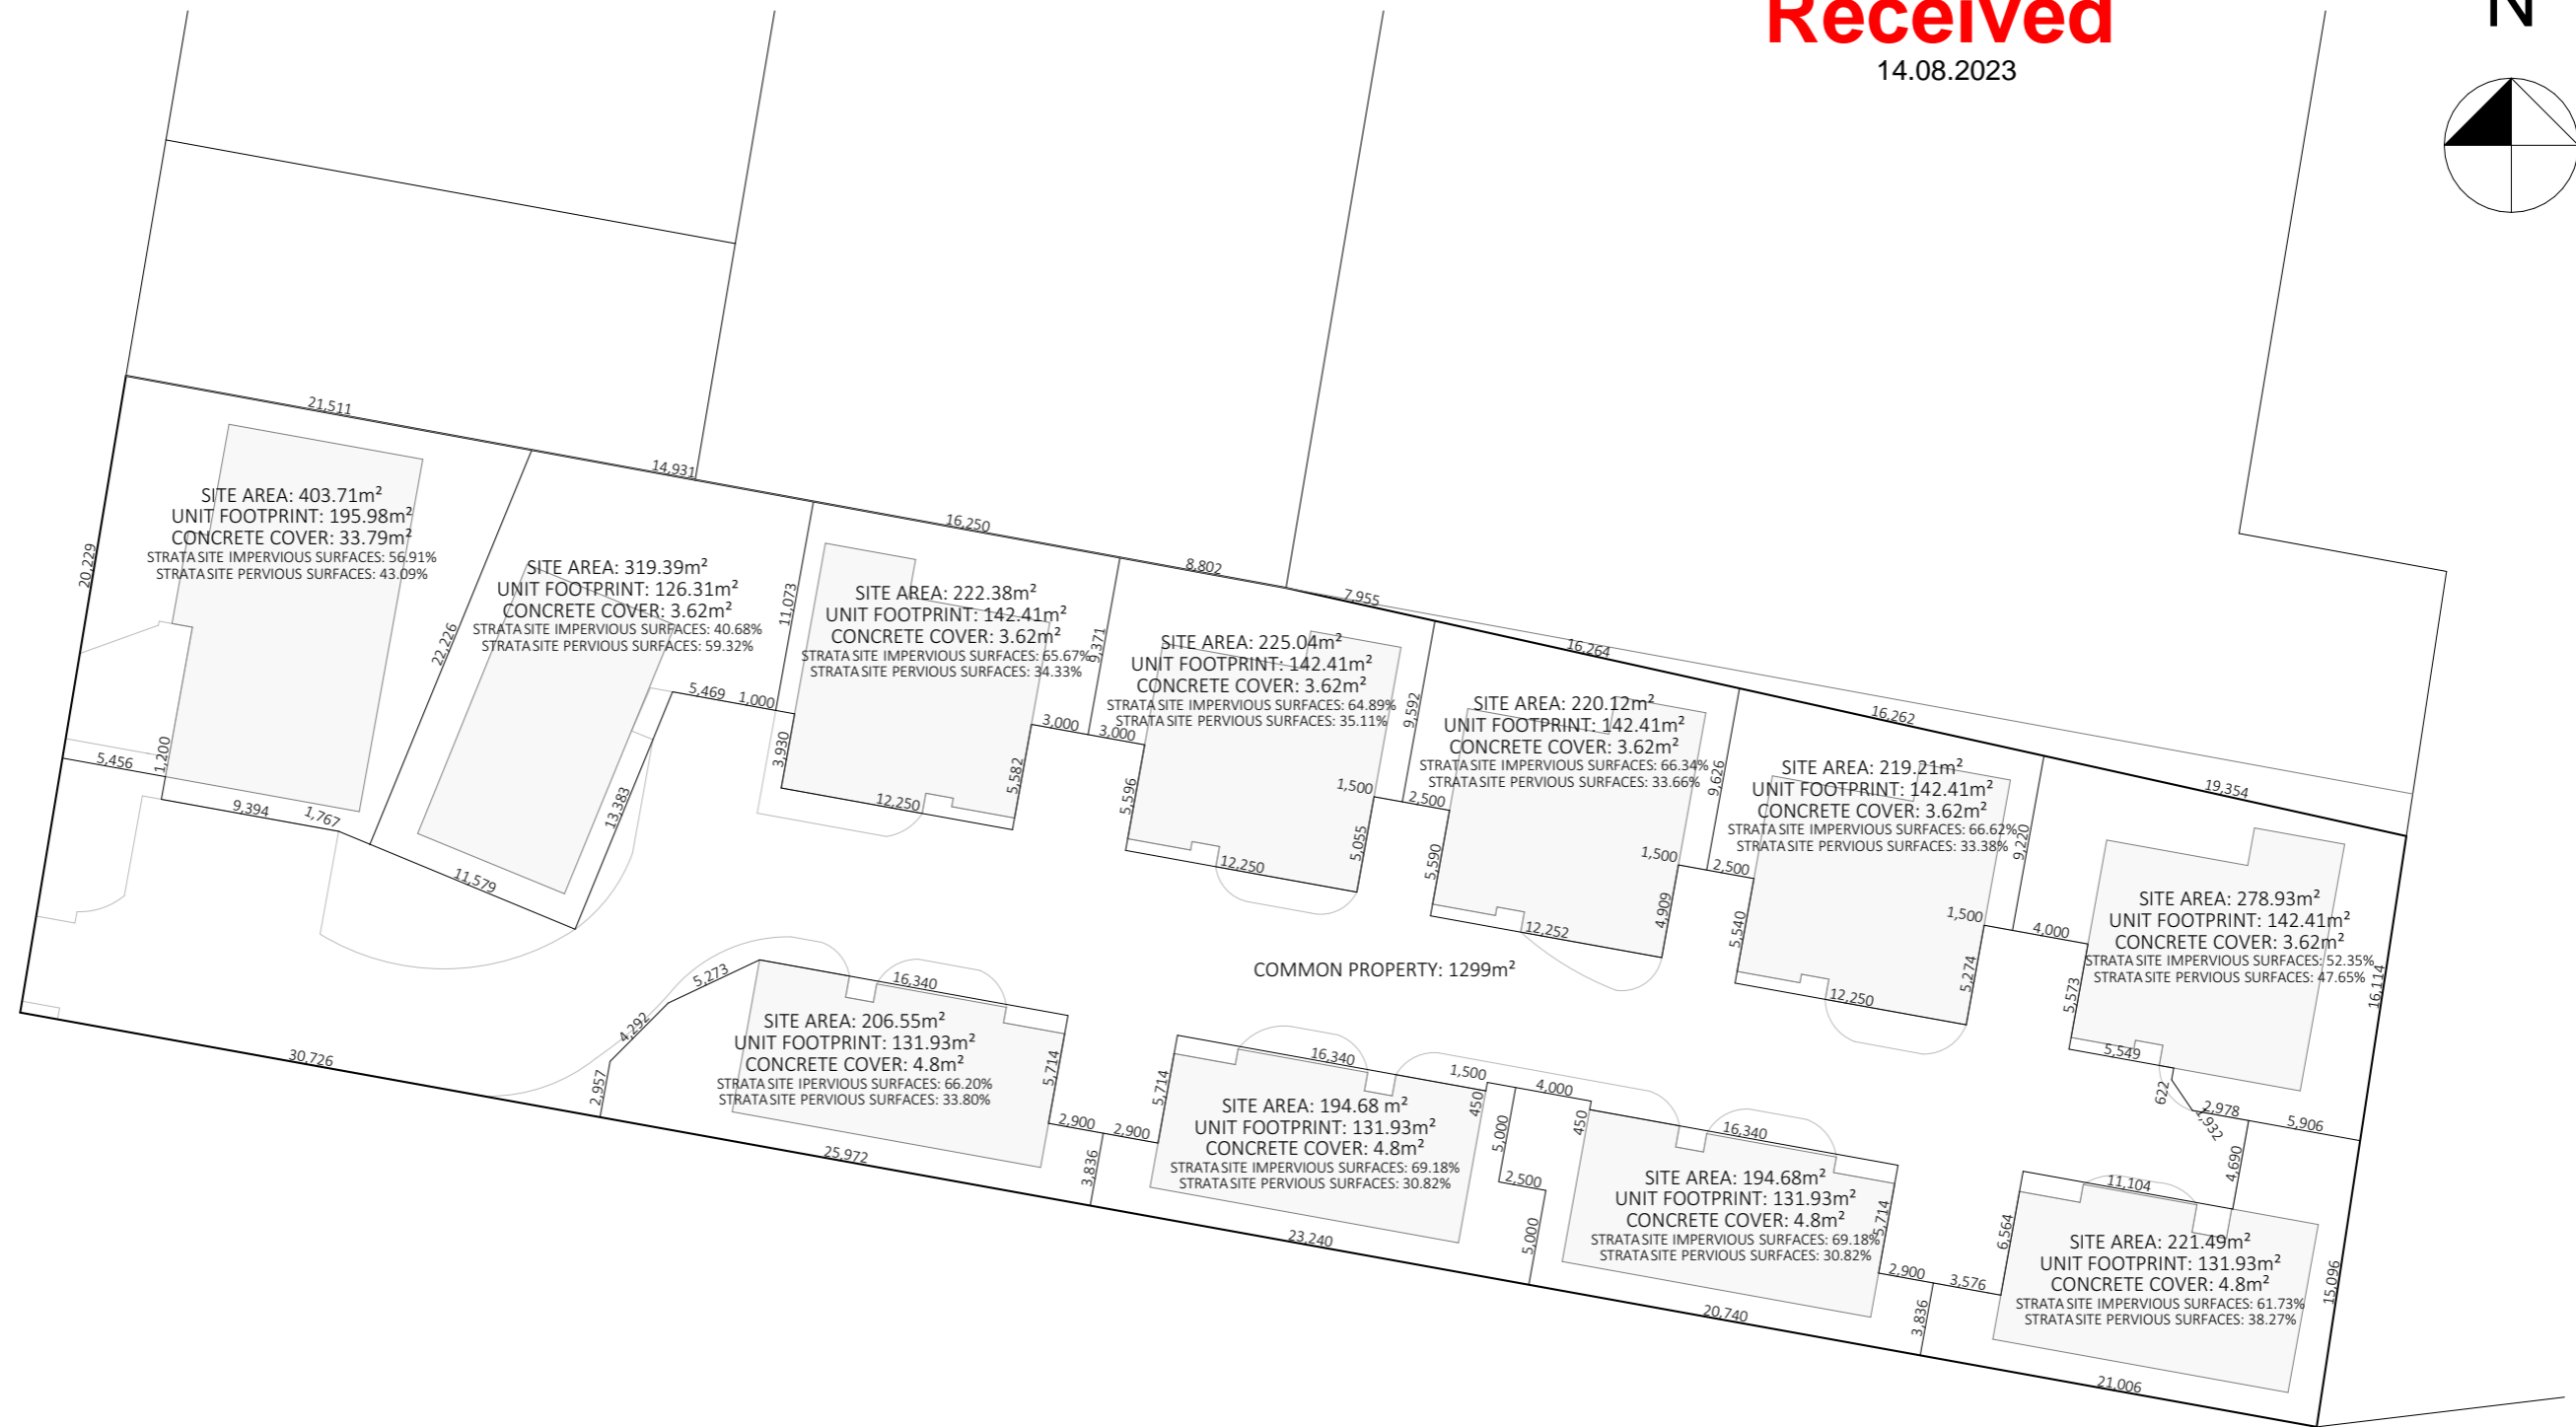 Received
14.08.2023
N
21,511
14,931
16,250
8,802
7,955
16,264
16,262
19,354
20,229
SITE AREA: 403.71m²
UNIT FOOTPRINT: 195.98m²
CONCRETE COVER: 33.79m²
STRATA SITE IMPERVIOUS SURFACES: 56.91%
STRATA SITE PERVIOUS SURFACES: 43.09%
5,456
1,200
9,394
1,767
22,226
SITE AREA: 319.39m²
UNIT FOOTPRINT: 126.31m²
CONCRETE COVER: 3.62m²
STRATA SITE IMPERVIOUS SURFACES: 40.68%
STRATA SITE PERVIOUS SURFACES: 59.32%
11,579
13,383
5,469
1,000
11,073
SITE AREA: 222.38m²
UNIT FOOTPRINT: 142.41m²
CONCRETE COVER: 3.62m²
STRATA SITE IMPERVIOUS SURFACES: 65.67%
STRATA SITE PERVIOUS SURFACES: 34.33%
3,930
12,250
5,582
3,000
9,371
3,000
SITE AREA: 225.04m²
UNIT FOOTPRINT: 142.41m²
CONCRETE COVER: 3.62m²
STRATA SITE IMPERVIOUS SURFACES: 64.89%
STRATA SITE PERVIOUS SURFACES: 35.11%
5,596
12,250
5,055
1,500
9,592
2,500
SITE AREA: 220.12m²
UNIT FOOTPRINT: 142.41m²
CONCRETE COVER: 3.62m²
STRATA SITE IMPERVIOUS SURFACES: 66.34%
STRATA SITE PERVIOUS SURFACES: 33.66%
5,590
12,252
4,909
1,500
9,626
2,500
SITE AREA: 219.21m²
UNIT FOOTPRINT: 142.41m²
CONCRETE COVER: 3.62m²
STRATA SITE IMPERVIOUS SURFACES: 66.62%
STRATA SITE PERVIOUS SURFACES: 33.38%
5,540
12,250
5,274
1,500
9,220
4,000
SITE AREA: 278.93m²
UNIT FOOTPRINT: 142.41m²
CONCRETE COVER: 3.62m²
STRATA SITE IMPERVIOUS SURFACES: 52.35%
STRATA SITE PERVIOUS SURFACES: 47.65%
5,573
5,549
622
2,978
5,906
16,114
COMMON PROPERTY: 1299m²
30,726
2,957
4,292
5,273
16,340
SITE AREA: 206.55m²
UNIT FOOTPRINT: 131.93m²
CONCRETE COVER: 4.8m²
STRATA SITE IPERVIOUS SURFACES: 66.20%
STRATA SITE PERVIOUS SURFACES: 33.80%
5,714
2,900
2,900
3,836
25,972
5,714
16,340
SITE AREA: 194.68 m²
UNIT FOOTPRINT: 131.93m²
CONCRETE COVER: 4.8m²
STRATA SITE IMPERVIOUS SURFACES: 69.18%
STRATA SITE PERVIOUS SURFACES: 30.82%
1,500
450
4,000
5,000
2,500
5,000
450
23,240
16,340
SITE AREA: 194.68m²
UNIT FOOTPRINT: 131.93m²
CONCRETE COVER: 4.8m²
STRATA SITE IMPERVIOUS SURFACES: 69.18%
STRATA SITE PERVIOUS SURFACES: 30.82%
5,714
2,900
3,576
3,836
20,740
6,564
11,104
4,690
SITE AREA: 221.49m²
UNIT FOOTPRINT: 131.93m²
CONCRETE COVER: 4.8m²
STRATA SITE IMPERVIOUS SURFACES: 61.73%
STRATA SITE PERVIOUS SURFACES: 38.27%
15,096
21,006